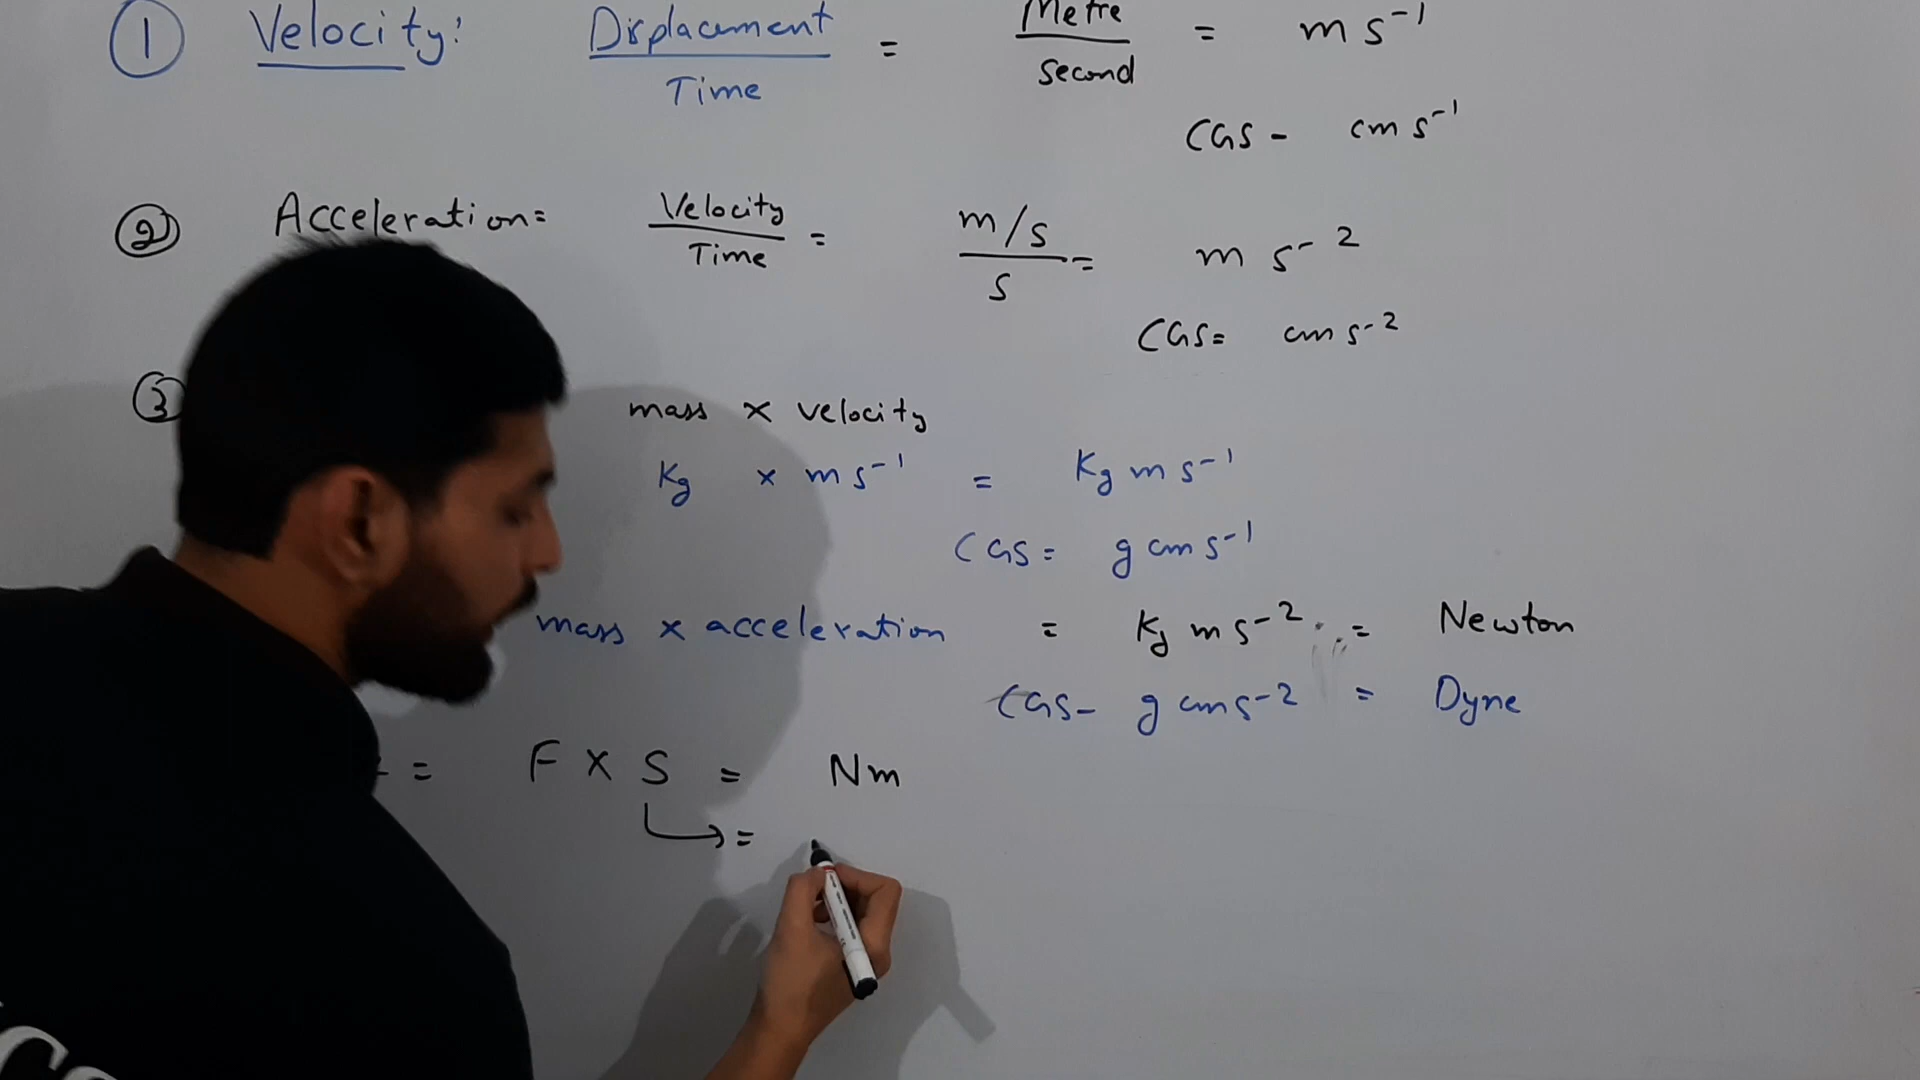 ① Velocity: Displacement / Time = Metre / Second = m s⁻¹
CGS - cm s⁻¹
② Acceleration = Velocity / Time = m/s / s = m s⁻²
CGS = cm s⁻²
③ mass × velocity
Kg × m s⁻¹ = Kg m s⁻¹
CGS = g cm s⁻¹
mass × acceleration = Kg m s⁻² = Newton
CGS - g cm s⁻² = Dyne
= F × S = Nm
=